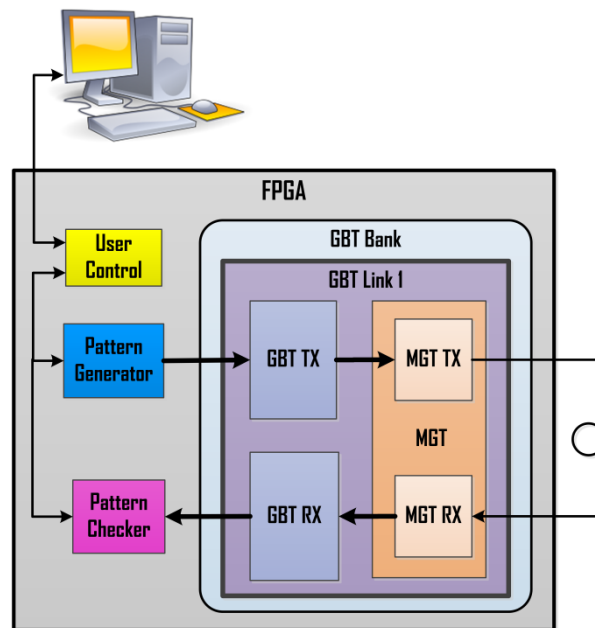 FPGA
User
Control
GBT Bank
GBT Link 1
Pattern
Generator
GBT TX
MGT TX
MGT
Pattern
Checker
GBT RX
MGT RX